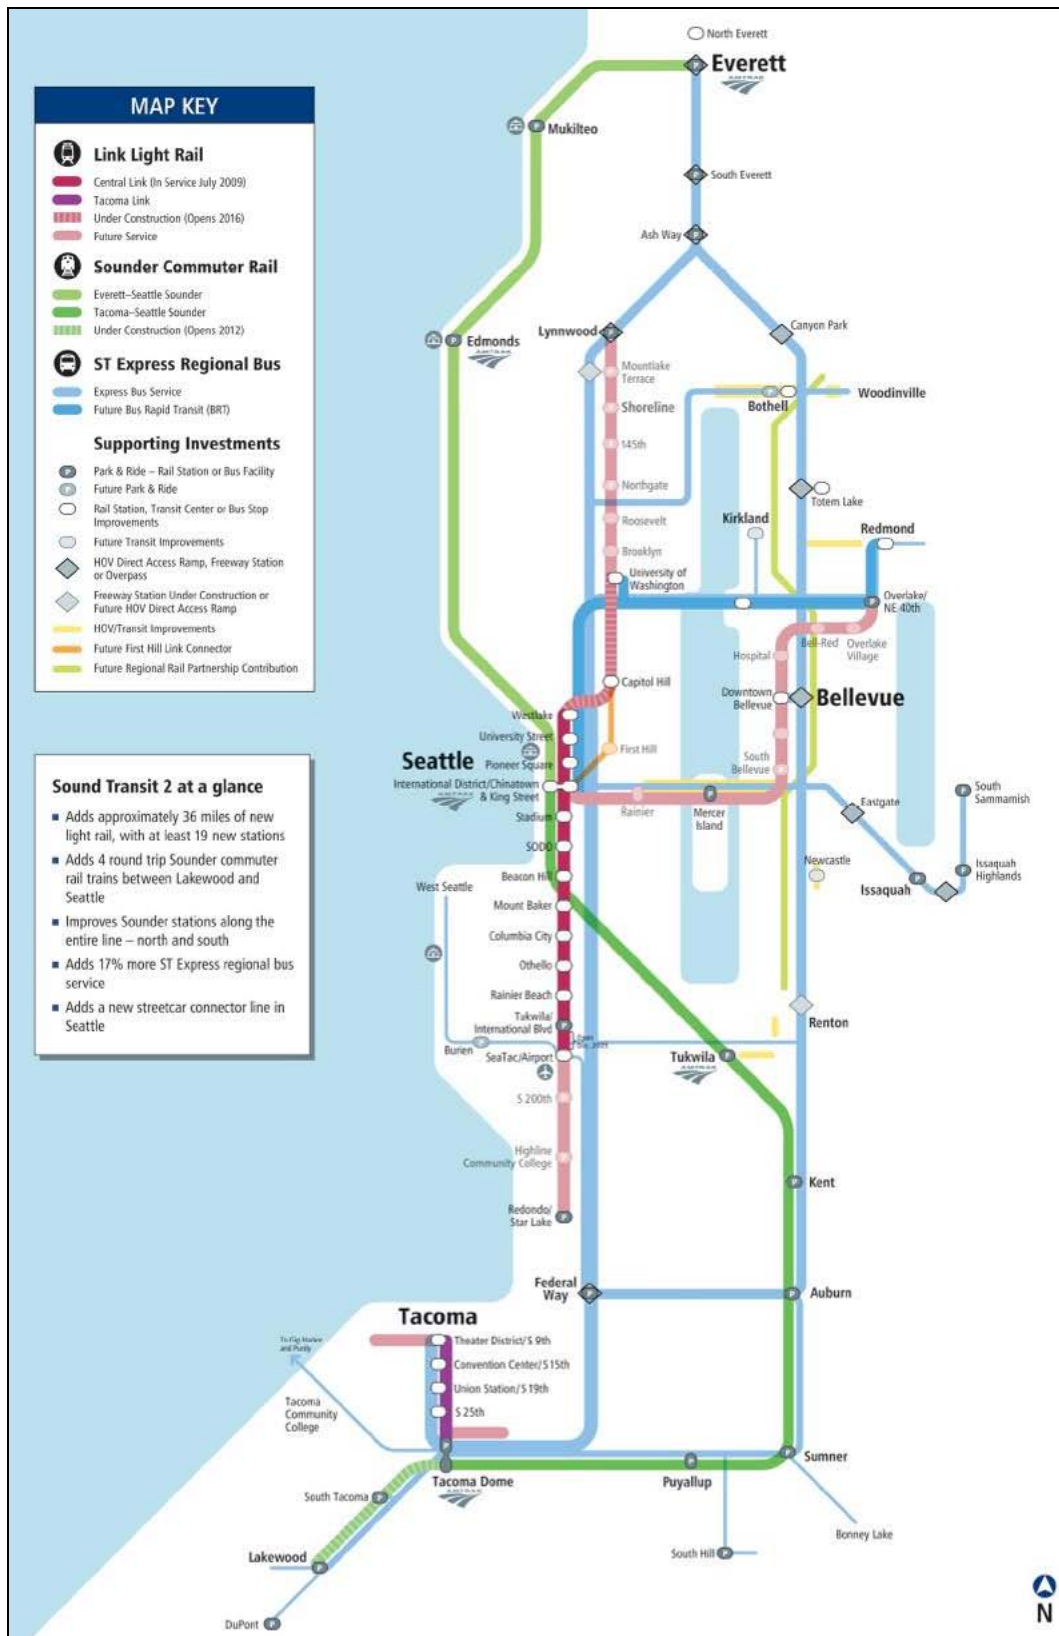 MAP KEY
Link Light Rail
Central Link (In Service July 2009)
Tacoma Link
Under Construction (Opens 2016)
Future Service
Sounder Commuter Rail
Everett–Seattle Sounder
Tacoma–Seattle Sounder
Under Construction (Opens 2012)
ST Express Regional Bus
Express Bus Service
Future Bus Rapid Transit (BRT)
Supporting Investments
Park & Ride – Rail Station or Bus Facility
Future Park & Ride
Rail Station, Transit Center or Bus Stop
Improvements
Future Transit Improvements
HOV Direct Access Ramp, Freeway Station
or Overpass
Freeway Station Under Construction or
Future HOV Direct Access Ramp
HOV/Transit Improvements
Future First Hill Link Connector
Future Regional Rail Partnership Contribution
Sound Transit 2 at a glance
Adds approximately 36 miles of new
light rail, with at least 19 new stations
Adds 4 round trip Sounder commuter
rail trains between Lakewood and
Seattle
Improves Sounder stations along the
entire line – north and south
Adds 17% more ST Express regional bus
service
Adds a new streetcar connector line in
Seattle
North Everett
Everett
AMTRAK
Mukilteo
South Everett
Ash Way
Lynnwood
Canyon Park
Edmonds
AMTRAK
Mountlake
Terrace
Bothell
Woodinville
Shoreline
145th
Northgate
Totem Lake
Roosevelt
Kirkland
Redmond
Brooklyn
University of
Washington
Overlake/
NE 40th
Bell-Red
Overlake
Village
Hospital
Capitol Hill
Downtown
Bellevue
Bellevue
Westlake
University Street
First Hill
South
Bellevue
Seattle
Pioneer Square
International District/Chinatown
& King Street
AMTRAK
Rainier
Mercer
Island
Eastgate
South
Sammamish
Stadium
SODO
Newcastle
Issaquah
Issaquah
Highlands
Beacon Hill
West Seattle
Mount Baker
Columbia City
Othello
Rainier Beach
Renton
Tukwila/
International Blvd
Open
Dec. 2009
Burien
SeaTac/Airport
Tukwila
AMTRAK
S 200th
Highline
Community College
Kent
Redondo/
Star Lake
Federal
Way
Auburn
Tacoma
Theater District/S 9th
To Gig Harbor
and Purdy
Convention Center/S 15th
Union Station/S 19th
Tacoma
Community
College
S 25th
Sumner
Tacoma Dome
AMTRAK
Puyallup
South Tacoma
Bonney Lake
Lakewood
South Hill
DuPont
N